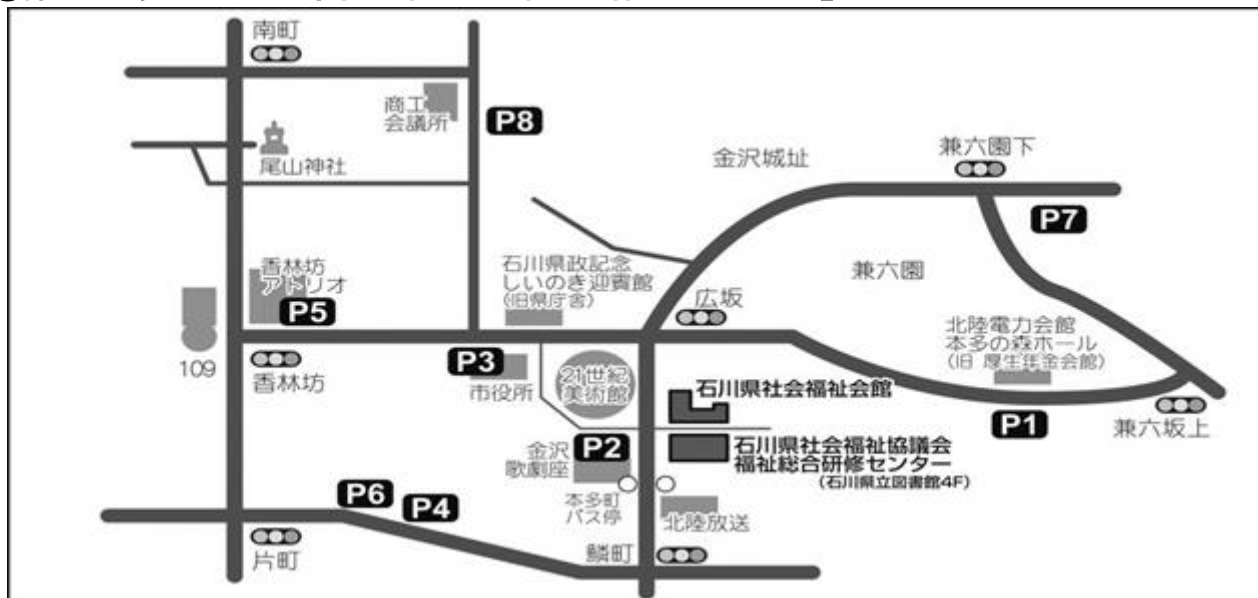 南町
商工
会議所
P8
尾山神社
金沢城址
兼六園下
P7
香林坊
アトリオ
P5
石川県政記念
しいのき迎賓館
(旧県庁舎)
広坂
兼六園
北陸電力会館
本多の森ホール
(旧 厚生年金会館)
109
香林坊
P3
市役所
21世紀
美術館
石川県社会福祉会館
P1
兼六坂上
金沢
歌劇座
P2
石川県社会福祉協議会
福祉総合研修センター
(石川県立図書館4F)
P6
P4
本多町
バス停
北陸放送
片町
鱗町